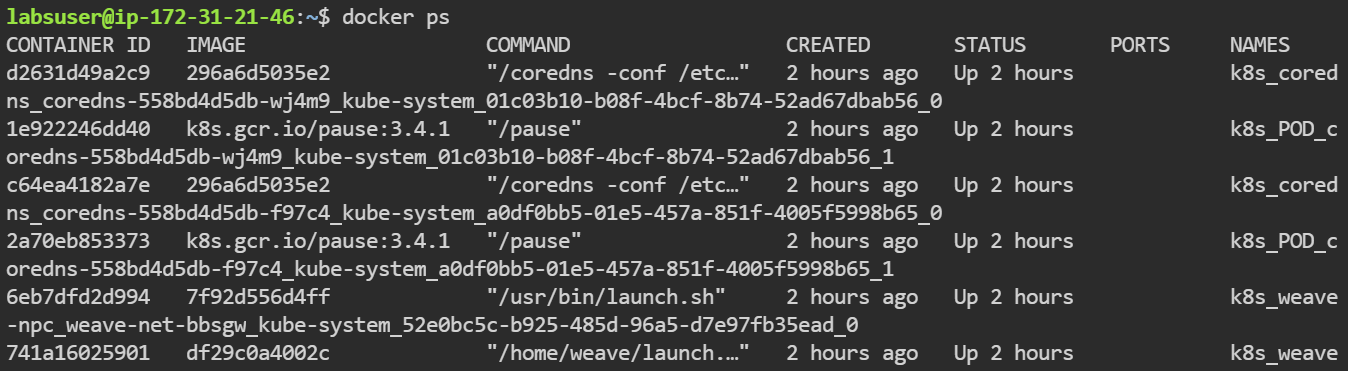 labsuser@ip-172-31-21-46:~$ docker ps
CONTAINER ID   IMAGE                    COMMAND                  CREATED       STATUS       PORTS     NAMES
d2631d49a2c9   296a6d5035e2             "/coredns -conf /etc…"   2 hours ago   Up 2 hours             k8s_cored
ns_coredns-558bd4d5db-wj4m9_kube-system_01c03b10-b08f-4bcf-8b74-52ad67dbab56_0
1e922246dd40   k8s.gcr.io/pause:3.4.1   "/pause"                 2 hours ago   Up 2 hours             k8s_POD_c
oredns-558bd4d5db-wj4m9_kube-system_01c03b10-b08f-4bcf-8b74-52ad67dbab56_1
c64ea4182a7e   296a6d5035e2             "/coredns -conf /etc…"   2 hours ago   Up 2 hours             k8s_cored
ns_coredns-558bd4d5db-f97c4_kube-system_a0df0bb5-01e5-457a-851f-4005f5998b65_0
2a70eb853373   k8s.gcr.io/pause:3.4.1   "/pause"                 2 hours ago   Up 2 hours             k8s_POD_c
oredns-558bd4d5db-f97c4_kube-system_a0df0bb5-01e5-457a-851f-4005f5998b65_1
6eb7dfd2d994   7f92d556d4ff             "/usr/bin/launch.sh"     2 hours ago   Up 2 hours             k8s_weave
-npc_weave-net-bbsgw_kube-system_52e0bc5c-b925-485d-96a5-d7e97fb35ead_0
741a16025901   df29c0a4002c             "/home/weave/launch.…"   2 hours ago   Up 2 hours             k8s_weave